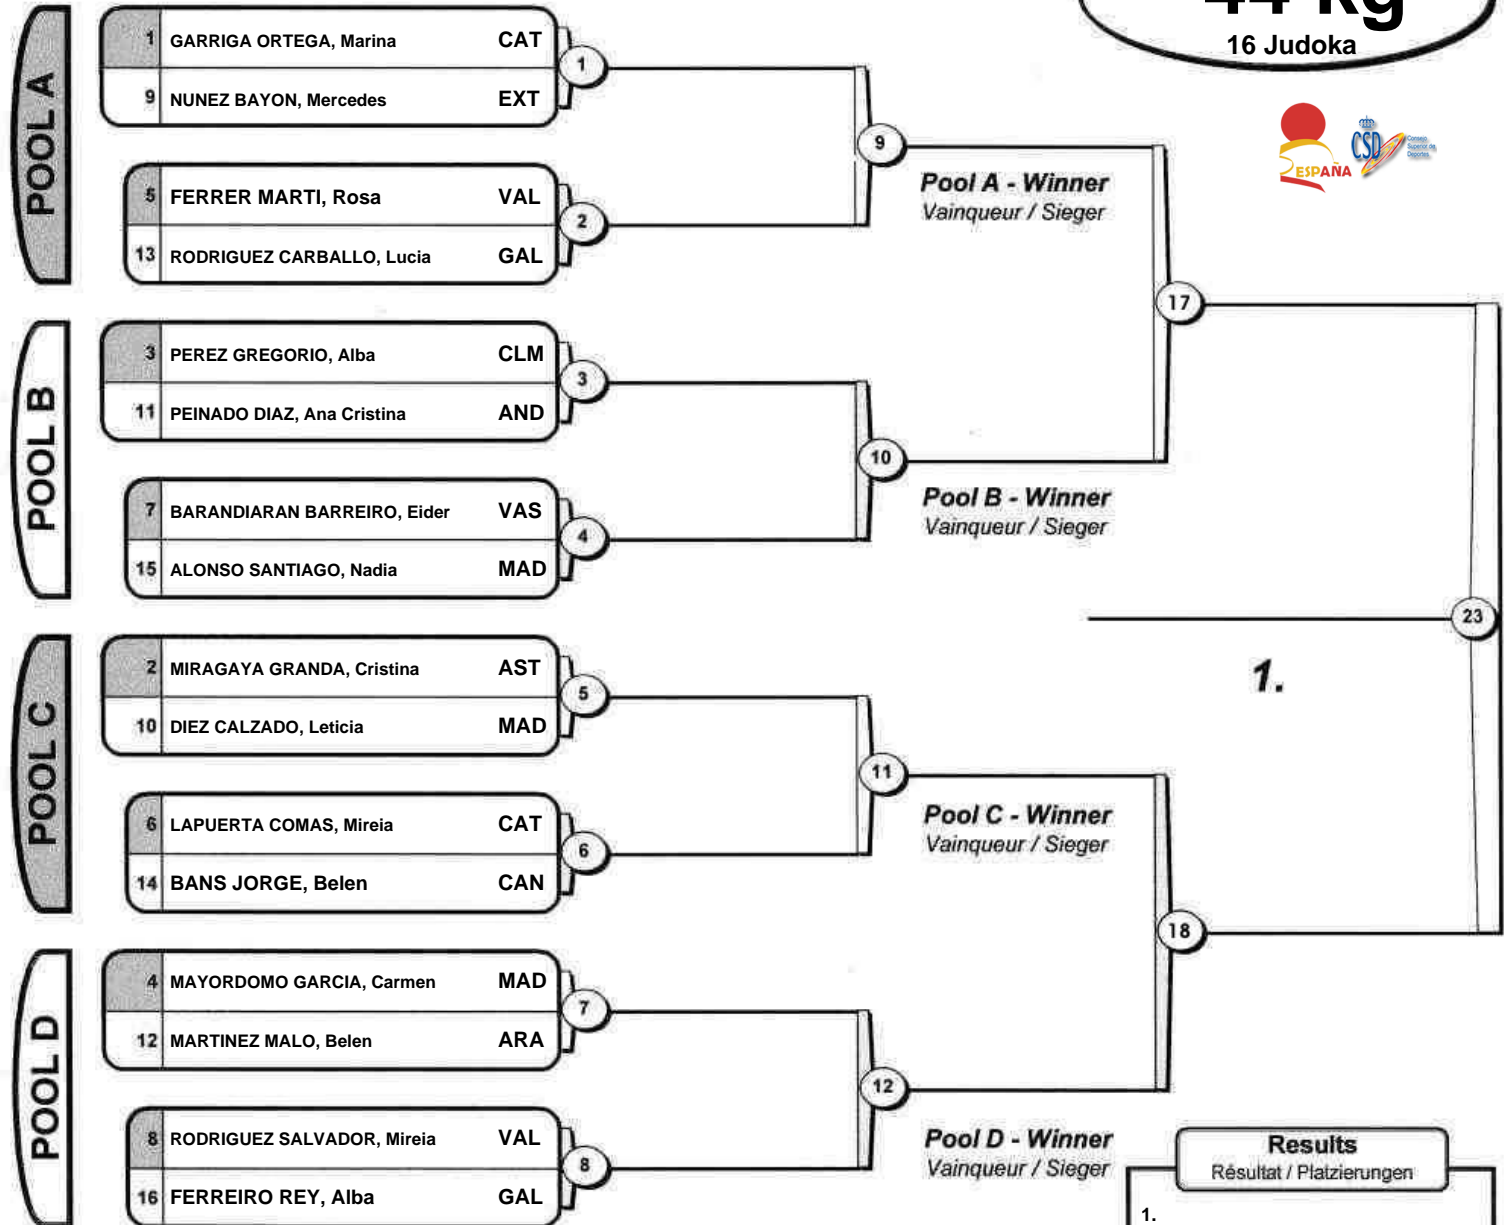 44 kg
16 Judoka
ESPAÑA
CSD
Consejo
Superior de
Deportes
POOL A
1 GARRIGA ORTEGA, Marina CAT
1
9 NUNEZ BAYON, Mercedes EXT
9
5 FERRER MARTI, Rosa VAL
2
13 RODRIGUEZ CARBALLO, Lucia GAL
Pool A - Winner
Vainqueur / Sieger
17
POOL B
3 PEREZ GREGORIO, Alba CLM
3
11 PEINADO DIAZ, Ana Cristina AND
10
7 BARANDIARAN BARREIRO, Eider VAS
4
15 ALONSO SANTIAGO, Nadia MAD
Pool B - Winner
Vainqueur / Sieger
23
1.
POOL C
2 MIRAGAYA GRANDA, Cristina AST
5
10 DIEZ CALZADO, Leticia MAD
11
6 LAPUERTA COMAS, Mireia CAT
6
14 BANS JORGE, Belen CAN
Pool C - Winner
Vainqueur / Sieger
18
POOL D
4 MAYORDOMO GARCIA, Carmen MAD
7
12 MARTINEZ MALO, Belen ARA
12
8 RODRIGUEZ SALVADOR, Mireia VAL
8
16 FERREIRO REY, Alba GAL
Pool D - Winner
Vainqueur / Sieger
Results
Résultat / Platzierungen
1.